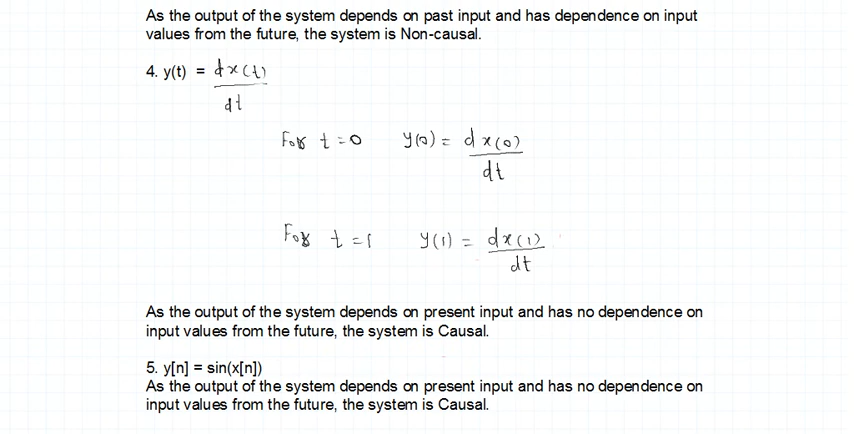 As the output of the system depends on past input and has dependence on input
values from the future, the system is Non-causal.
4. y(t) = dx(t)
dt
For t=0 y(0) = dx(0)
dt
For t=1 y(1) = dx(1)
dt
As the output of the system depends on present input and has no dependence on
input values from the future, the system is Causal.
5. y[n] = sin(x[n])
As the output of the system depends on present input and has no dependence on
input values from the future, the system is Causal.